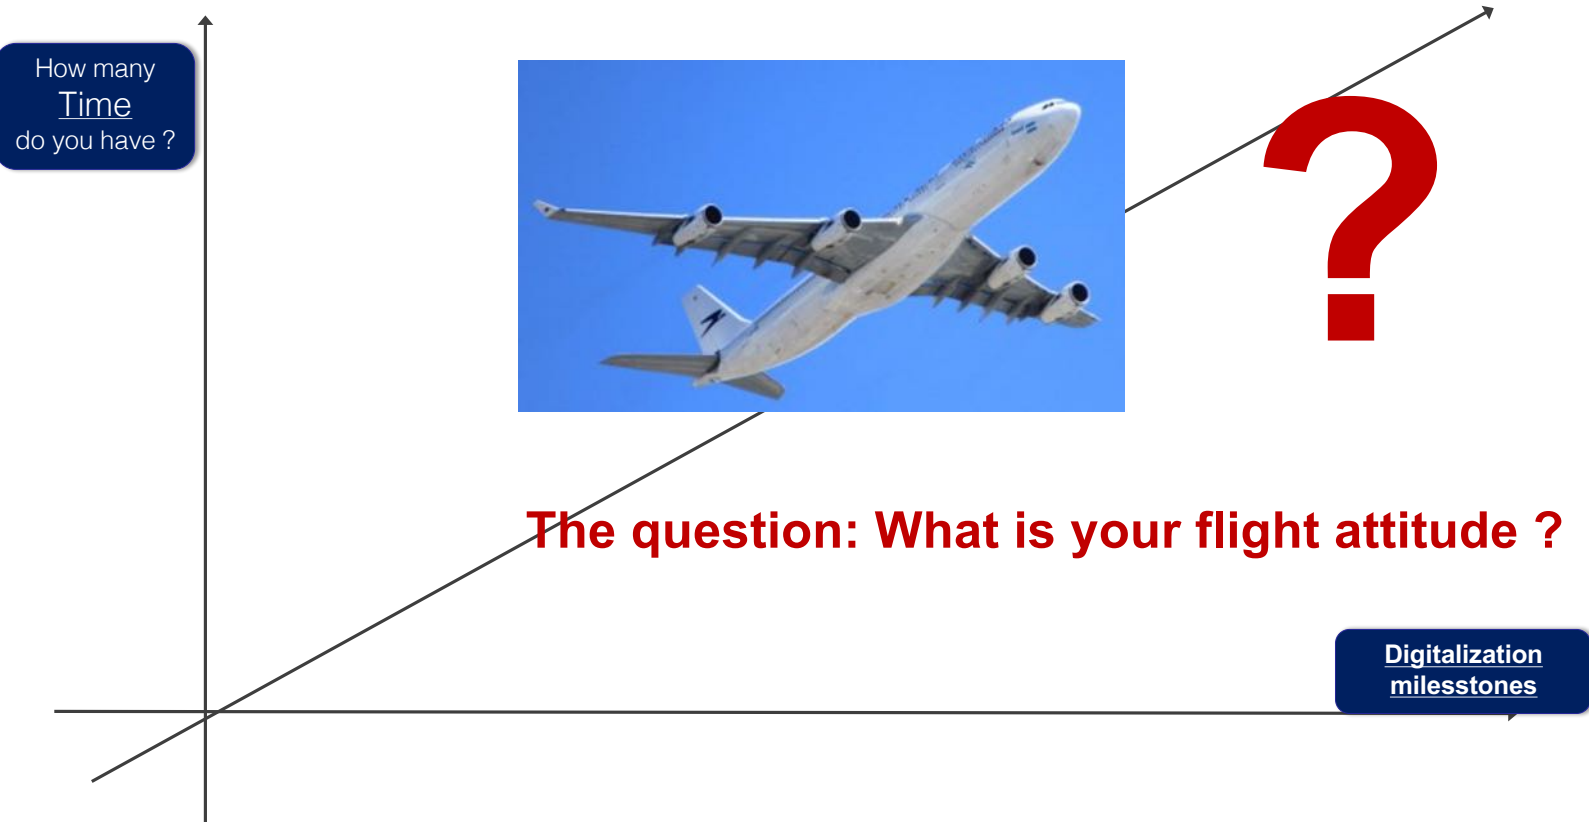 How many
Time
do you have ?
?
The question: What is your flight attitude ?
Digitalization
milesstones